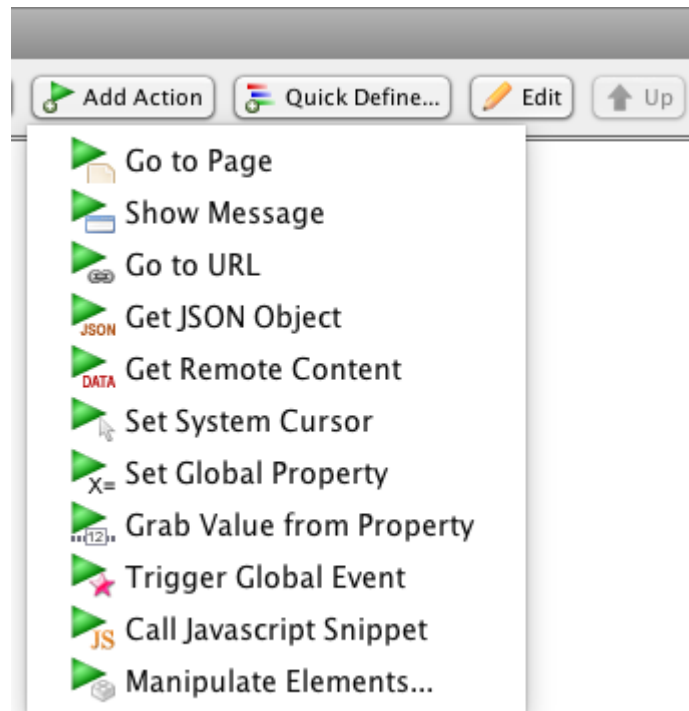 Add Action Quick Define... Edit Up
Go to Page
Show Message
Go to URL
JSON Get JSON Object
DATA Get Remote Content
Set System Cursor
X= Set Global Property
12 Grab Value from Property
Trigger Global Event
JS Call Javascript Snippet
Manipulate Elements...